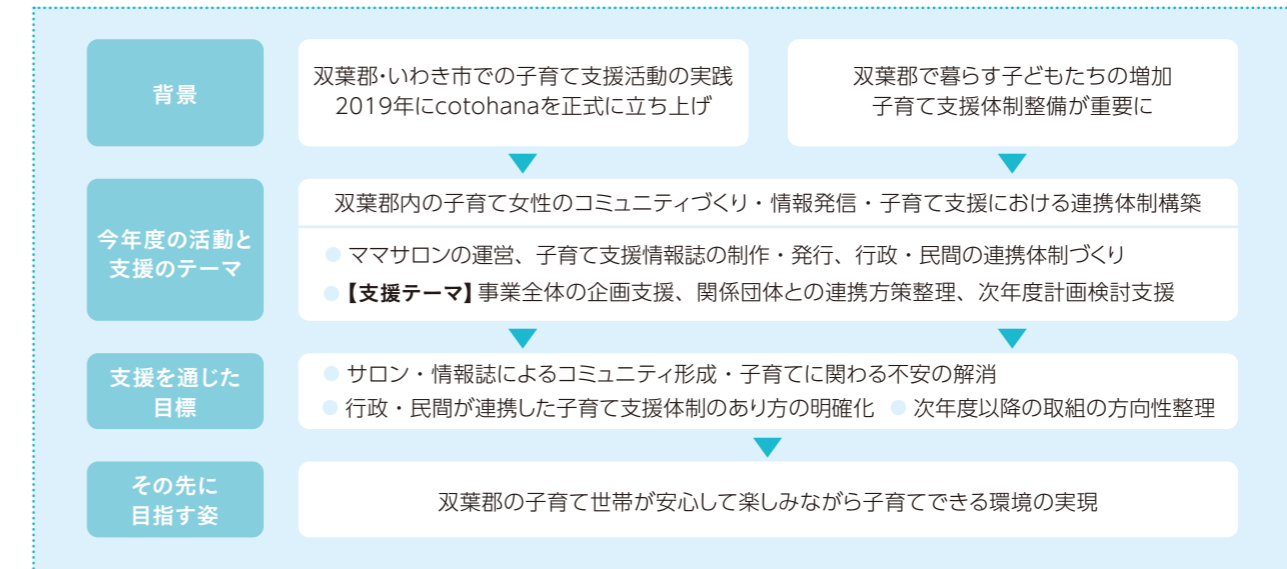 背景
双葉郡・いわき市での子育て支援活動の実践
2019年にcotohanaを正式に立ち上げ
双葉郡で暮らす子どもたちの増加
子育て支援体制整備が重要に
今年度の活動と
支援のテーマ
双葉郡内の子育て女性のコミュニティづくり・情報発信・子育て支援における連携体制構築
● ママサロンの運営、子育て支援情報誌の制作・発行、行政・民間の連携体制づくり
● 【支援テーマ】事業全体の企画支援、関係団体との連携方策整理、次年度計画検討支援
支援を通じた
目標
● サロン・情報誌によるコミュニティ形成・子育てに関わる不安の解消
● 行政・民間が連携した子育て支援体制のあり方の明確化 ● 次年度以降の取組の方向性整理
その先に
目指す姿
双葉郡の子育て世帯が安心して楽しみながら子育てできる環境の実現